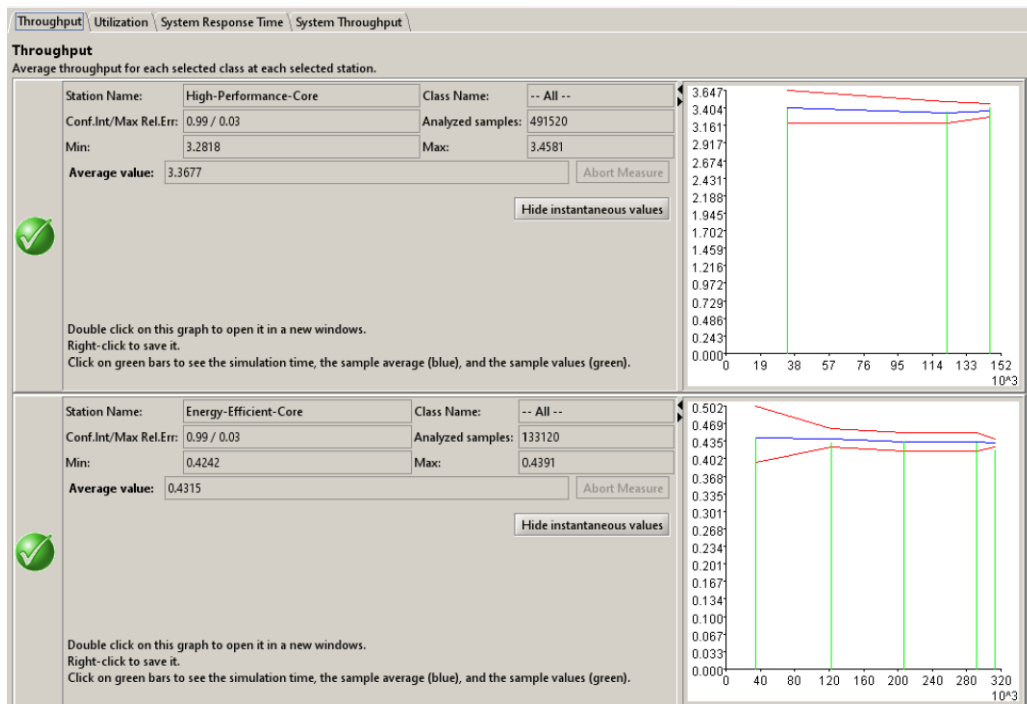 Throughput Utilization System Response Time System Throughput
Throughput
Average throughput for each selected class at each selected station.
Station Name: High-Performance-Core Class Name: -- All --
Conf.Int/Max Rel.Err: 0.99 / 0.03 Analyzed samples: 491520
Min: 3.2818 Max: 3.4581
Average value: 3.3677 Abort Measure
Hide instantaneous values
Double click on this graph to open it in a new windows.
Right-click to save it.
Click on green bars to see the simulation time, the sample average (blue), and the sample values (green).
3.647
3.404
3.161
2.917
2.674
2.431
2.188
1.945
1.702
1.459
1.216
0.972
0.729
0.486
0.243
0.000
0 19 38 57 76 95 114 133 152
10^3
Station Name: Energy-Efficient-Core Class Name: -- All --
Conf.Int/Max Rel.Err: 0.99 / 0.03 Analyzed samples: 133120
Min: 0.4242 Max: 0.4391
Average value: 0.4315 Abort Measure
Hide instantaneous values
Double click on this graph to open it in a new windows.
Right-click to save it.
Click on green bars to see the simulation time, the sample average (blue), and the sample values (green).
0.502
0.469
0.435
0.402
0.368
0.335
0.301
0.268
0.234
0.201
0.167
0.134
0.100
0.067
0.033
0.000
0 40 80 120 160 200 240 280 320
10^3